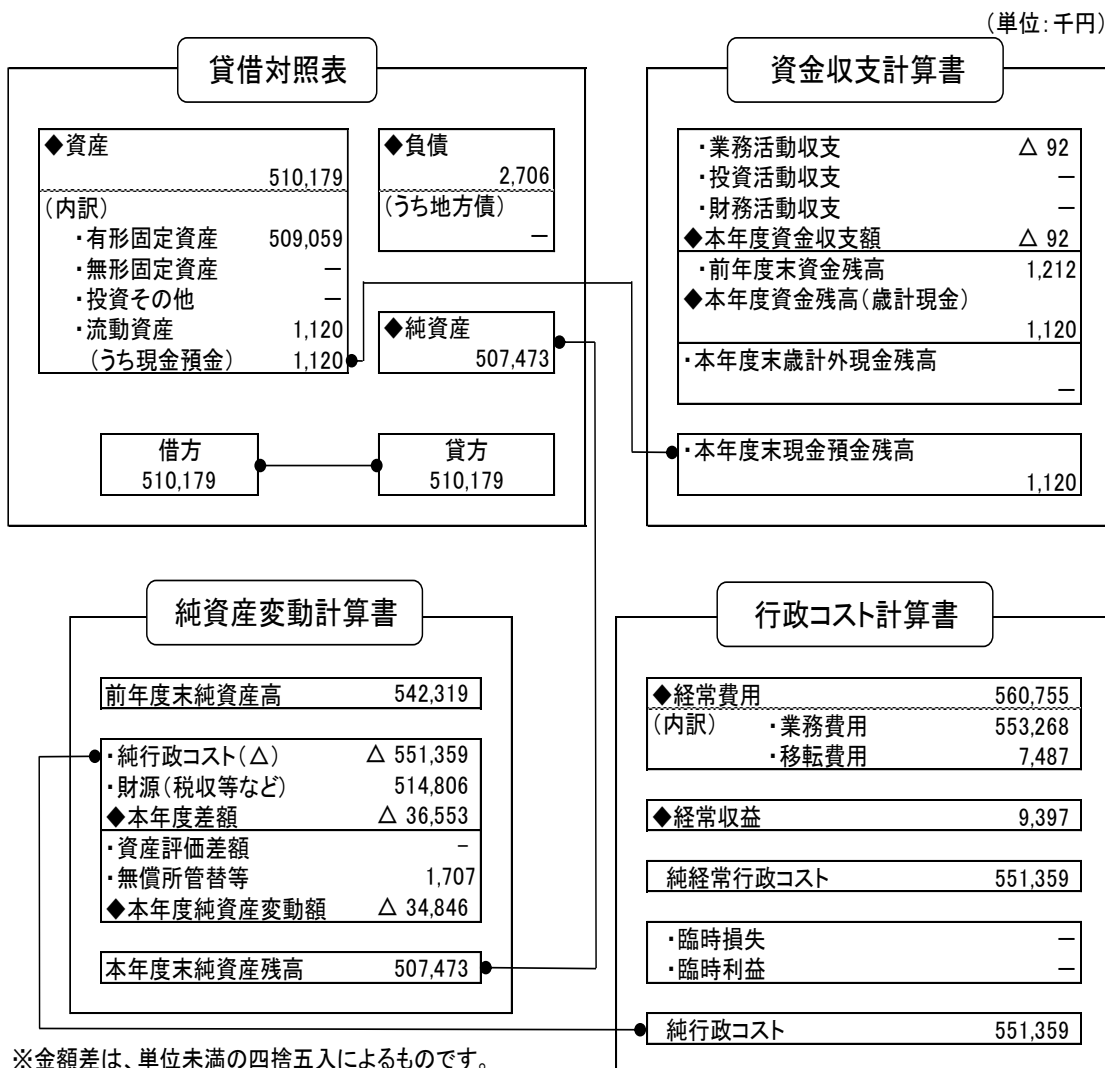 (単位:千円)
貸借対照表
◆資産
510,179
(内訳)
・有形固定資産 509,059
・無形固定資産 －
・投資その他 －
・流動資産 1,120
(うち現金預金) 1,120
◆負債
2,706
(うち地方債)
－
◆純資産
507,473
借方
510,179
貸方
510,179
資金収支計算書
・業務活動収支 △ 92
・投資活動収支 －
・財務活動収支 －
◆本年度資金収支額 △ 92
・前年度末資金残高 1,212
◆本年度資金残高(歳計現金)
1,120
・本年度末歳計外現金残高
－
・本年度末現金預金残高
1,120
純資産変動計算書
前年度末純資産高 542,319
・純行政コスト(△) △ 551,359
・財源(税収等など) 514,806
◆本年度差額 △ 36,553
・資産評価差額 －
・無償所管替等 1,707
◆本年度純資産変動額 △ 34,846
本年度末純資産残高 507,473
行政コスト計算書
◆経常費用 560,755
(内訳) ・業務費用 553,268
・移転費用 7,487
◆経常収益 9,397
純経常行政コスト 551,359
・臨時損失 －
・臨時利益 －
純行政コスト 551,359
※金額差は、単位未満の四捨五入によるものです。